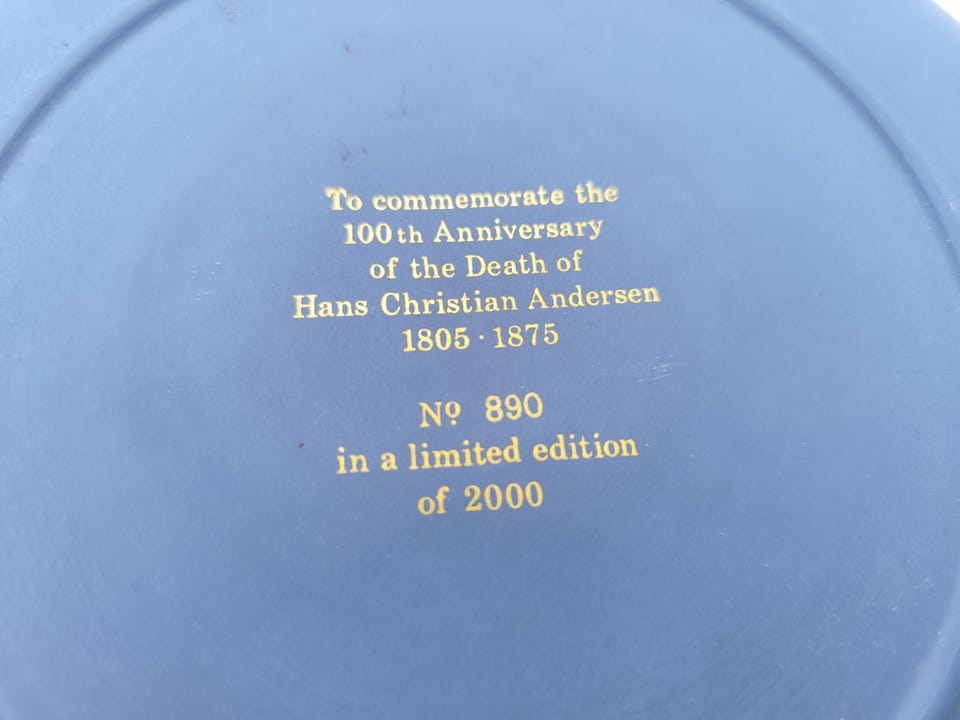 To commemorate the
100th Anniversary
of the Death of
Hans Christian Andersen
1805 · 1875
Nº 890
in a limited edition
of 2000